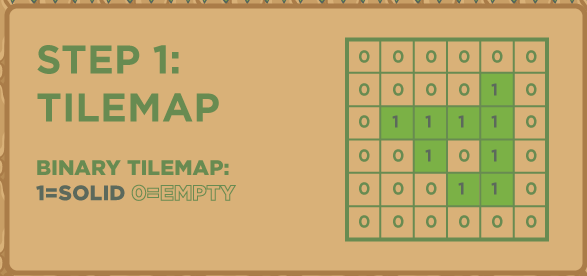 STEP 1:
TILEMAP
BINARY TILEMAP:
1=SOLID 0=EMPTY
0 0 0 0 0 0
0 0 0 0 1 0
0 1 1 1 1 0
0 0 1 0 1 0
0 0 0 1 1 0
0 0 0 0 0 0